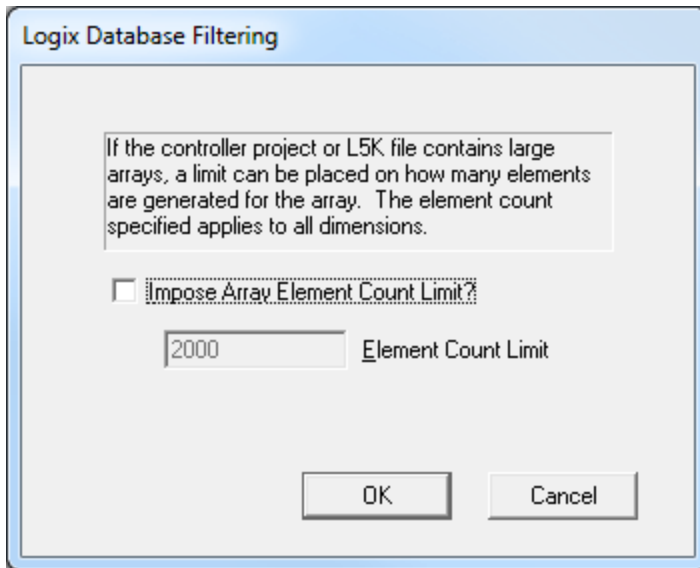 Logix Database Filtering
If the controller project or L5K file contains large
arrays, a limit can be placed on how many elements
are generated for the array.  The element count
specified applies to all dimensions.
Impose Array Element Count Limit?
2000 Element Count Limit
OK Cancel